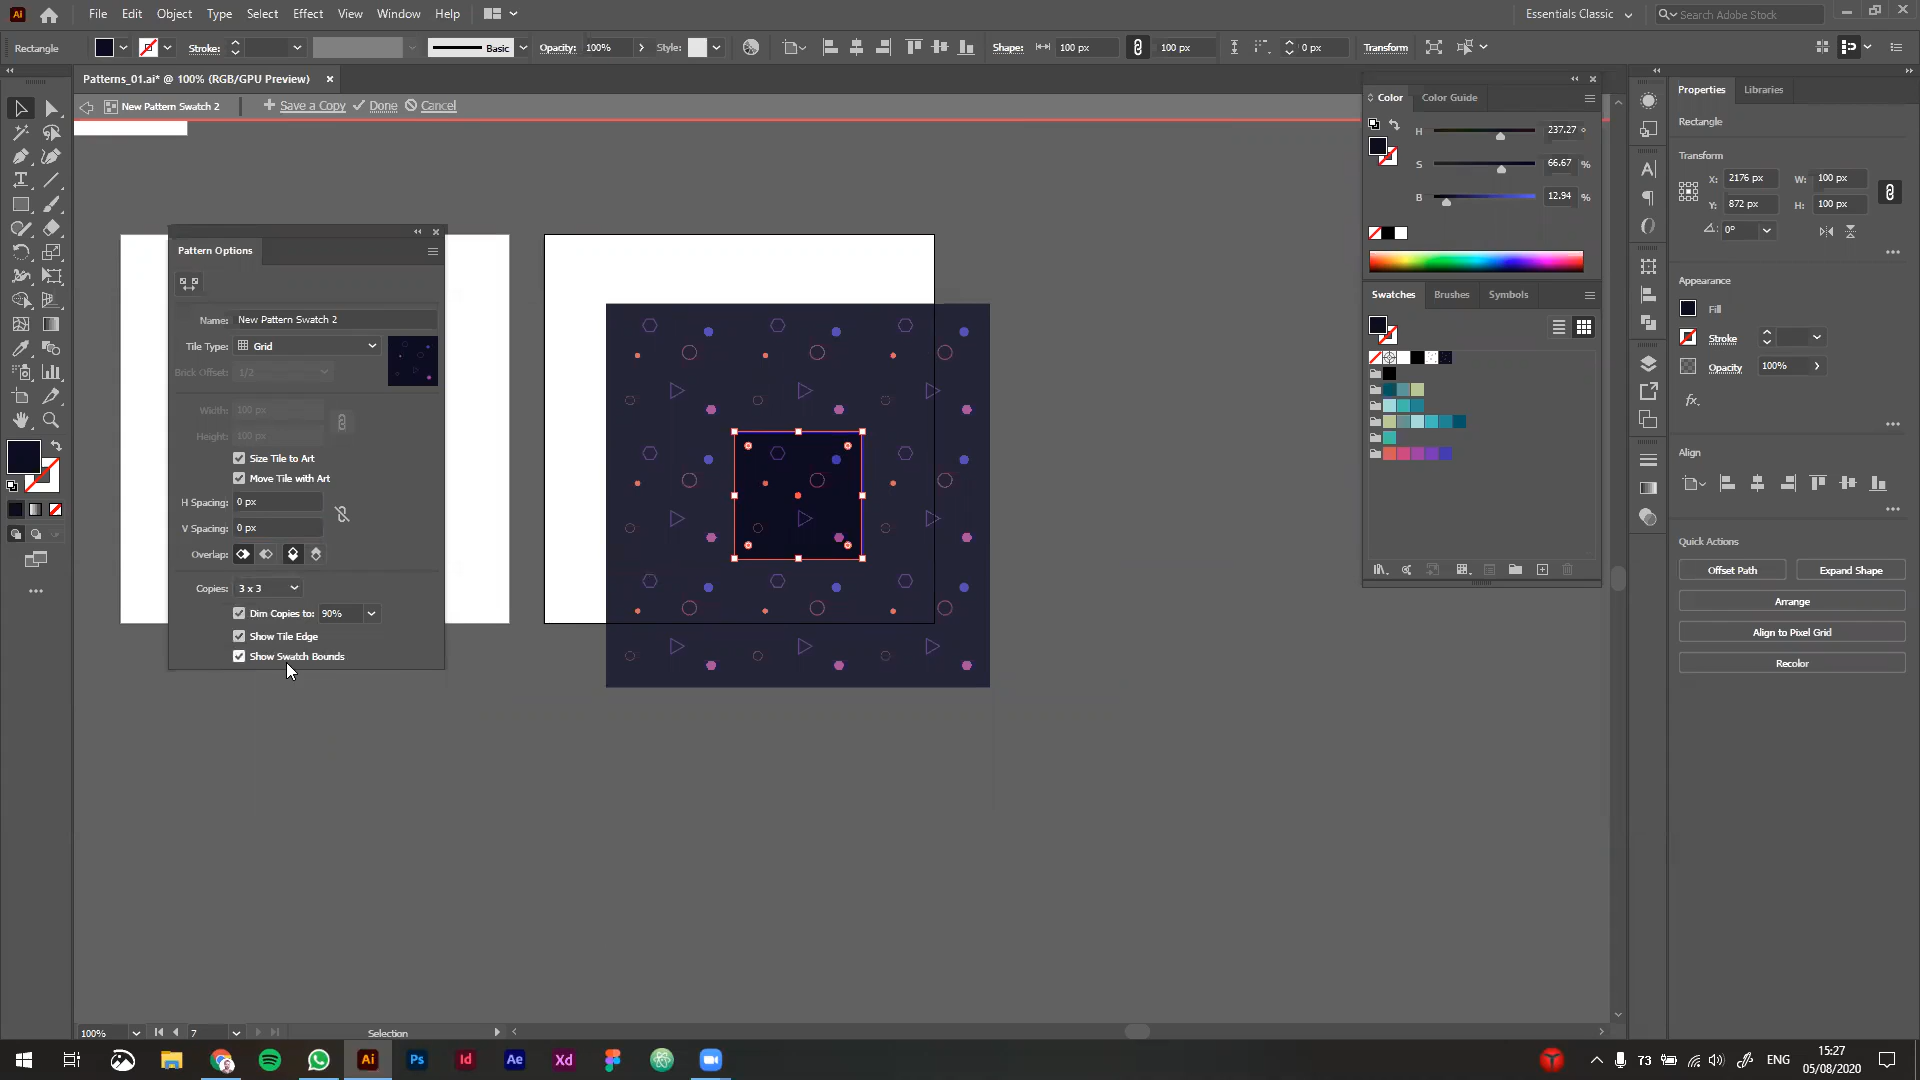 Ai File Edit Object Type Select Effect View Window Help
Essentials Classic
Search Adobe Stock
Rectangle Stroke: Basic Opacity: 100% Style: Shape: 100 px 100 px 0 px Transform
Patterns_01.ai* @ 100% (RGB/GPU Preview) ×
New Pattern Swatch 2 + Save a Copy Done Cancel
Pattern Options
Name: New Pattern Swatch 2
Tile Type: Grid
Brick Offset: 1/2
Width: 100 px
Height: 100 px
Size Tile to Art
Move Tile with Art
H Spacing: 0 px
V Spacing: 0 px
Overlap:
Copies: 3 x 3
Dim Copies to: 90%
Show Tile Edge
Show Swatch Bounds
Color Color Guide
H 237.27 °
S 66.67 %
B 12.94 %
Swatches Brushes Symbols
Properties Libraries
Rectangle
Transform
X: 2176 px W: 100 px
Y: 872 px H: 100 px
0°
Appearance
Fill
Stroke
Opacity 100%
fx.
Align
Quick Actions
Offset Path Expand Shape
Arrange
Align to Pixel Grid
Recolor
100% 7 Selection
Ai Ps Id Ae Xd
73 ENG 15:27
05/08/2020